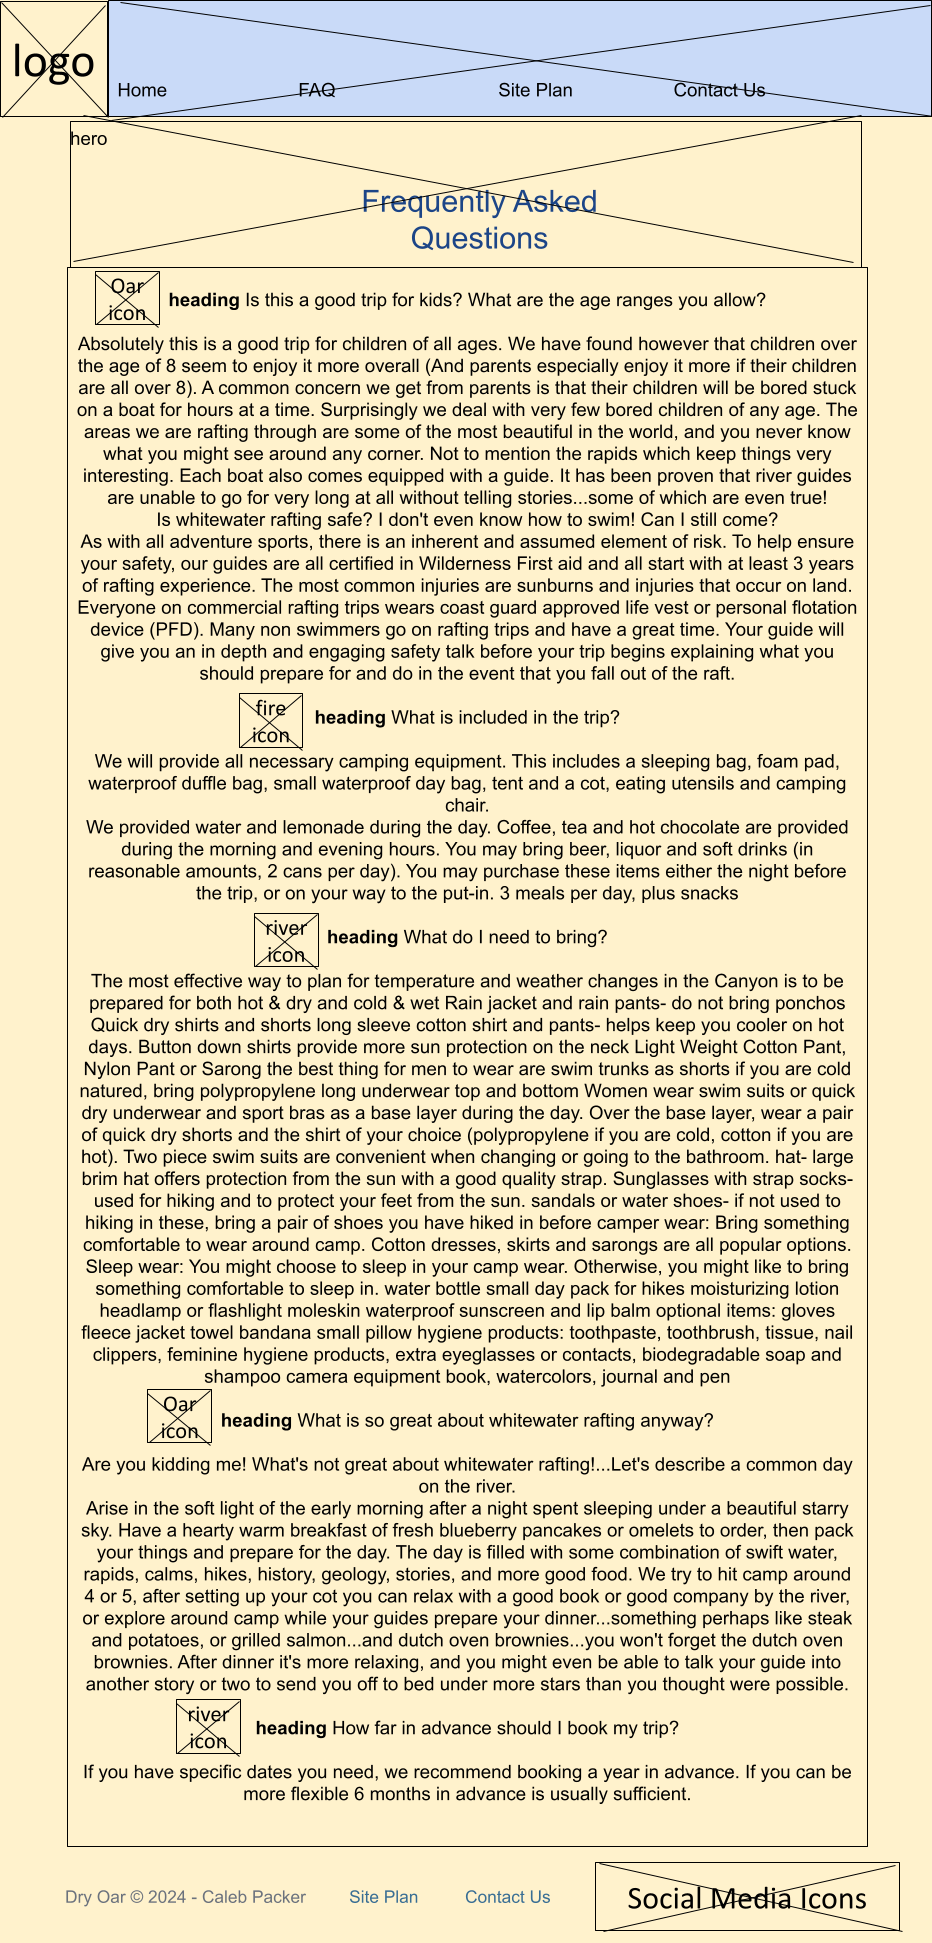 logo
Home FAQ Site Plan Contact Us
hero
Frequently Asked
Questions
Oar
icon
heading Is this a good trip for kids? What are the age ranges you allow?
Absolutely this is a good trip for children of all ages. We have found however that children over
the age of 8 seem to enjoy it more overall (And parents especially enjoy it more if their children
are all over 8). A common concern we get from parents is that their children will be bored stuck
on a boat for hours at a time. Surprisingly we deal with very few bored children of any age. The
areas we are rafting through are some of the most beautiful in the world, and you never know
what you might see around any corner. Not to mention the rapids which keep things very
interesting. Each boat also comes equipped with a guide. It has been proven that river guides
are unable to go for very long at all without telling stories...some of which are even true!
Is whitewater rafting safe? I don't even know how to swim! Can I still come?
As with all adventure sports, there is an inherent and assumed element of risk. To help ensure
your safety, our guides are all certified in Wilderness First aid and all start with at least 3 years
of rafting experience. The most common injuries are sunburns and injuries that occur on land.
Everyone on commercial rafting trips wears coast guard approved life vest or personal flotation
device (PFD). Many non swimmers go on rafting trips and have a great time. Your guide will
give you an in depth and engaging safety talk before your trip begins explaining what you
should prepare for and do in the event that you fall out of the raft.
fire
icon
heading What is included in the trip?
We will provide all necessary camping equipment. This includes a sleeping bag, foam pad,
waterproof duffle bag, small waterproof day bag, tent and a cot, eating utensils and camping
chair.
We provided water and lemonade during the day. Coffee, tea and hot chocolate are provided
during the morning and evening hours. You may bring beer, liquor and soft drinks (in
reasonable amounts, 2 cans per day). You may purchase these items either the night before
the trip, or on your way to the put-in. 3 meals per day, plus snacks
river
icon
heading What do I need to bring?
The most effective way to plan for temperature and weather changes in the Canyon is to be
prepared for both hot & dry and cold & wet Rain jacket and rain pants- do not bring ponchos
Quick dry shirts and shorts long sleeve cotton shirt and pants- helps keep you cooler on hot
days. Button down shirts provide more sun protection on the neck Light Weight Cotton Pant,
Nylon Pant or Sarong the best thing for men to wear are swim trunks as shorts if you are cold
natured, bring polypropylene long underwear top and bottom Women wear swim suits or quick
dry underwear and sport bras as a base layer during the day. Over the base layer, wear a pair
of quick dry shorts and the shirt of your choice (polypropylene if you are cold, cotton if you are
hot). Two piece swim suits are convenient when changing or going to the bathroom. hat- large
brim hat offers protection from the sun with a good quality strap. Sunglasses with strap socks-
used for hiking and to protect your feet from the sun. sandals or water shoes- if not used to
hiking in these, bring a pair of shoes you have hiked in before camper wear: Bring something
comfortable to wear around camp. Cotton dresses, skirts and sarongs are all popular options.
Sleep wear: You might choose to sleep in your camp wear. Otherwise, you might like to bring
something comfortable to sleep in. water bottle small day pack for hikes moisturizing lotion
headlamp or flashlight moleskin waterproof sunscreen and lip balm optional items: gloves
fleece jacket towel bandana small pillow hygiene products: toothpaste, toothbrush, tissue, nail
clippers, feminine hygiene products, extra eyeglasses or contacts, biodegradable soap and
shampoo camera equipment book, watercolors, journal and pen
Oar
icon
heading What is so great about whitewater rafting anyway?
Are you kidding me! What's not great about whitewater rafting!...Let's describe a common day
on the river.
Arise in the soft light of the early morning after a night spent sleeping under a beautiful starry
sky. Have a hearty warm breakfast of fresh blueberry pancakes or omelets to order, then pack
your things and prepare for the day. The day is filled with some combination of swift water,
rapids, calms, hikes, history, geology, stories, and more good food. We try to hit camp around
4 or 5, after setting up your cot you can relax with a good book or good company by the river,
or explore around camp while your guides prepare your dinner...something perhaps like steak
and potatoes, or grilled salmon...and dutch oven brownies...you won't forget the dutch oven
brownies. After dinner it's more relaxing, and you might even be able to talk your guide into
another story or two to send you off to bed under more stars than you thought were possible.
river
icon
heading How far in advance should I book my trip?
If you have specific dates you need, we recommend booking a year in advance. If you can be
more flexible 6 months in advance is usually sufficient.
Dry Oar © 2024 - Caleb Packer Site Plan Contact Us Social Media Icons